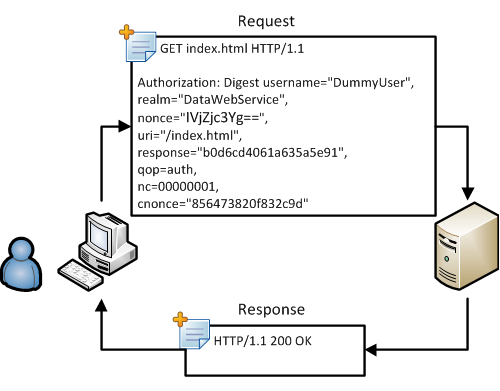 Request
GET index.html HTTP/1.1
Authorization: Digest username="DummyUser",
realm="DataWebService",
nonce="lVjZjc3Yg==",
uri="/index.html",
response="b0d6cd4061a635a5e91",
qop=auth,
nc=00000001,
cnonce="856473820f832c9d"
Response
HTTP/1.1 200 OK